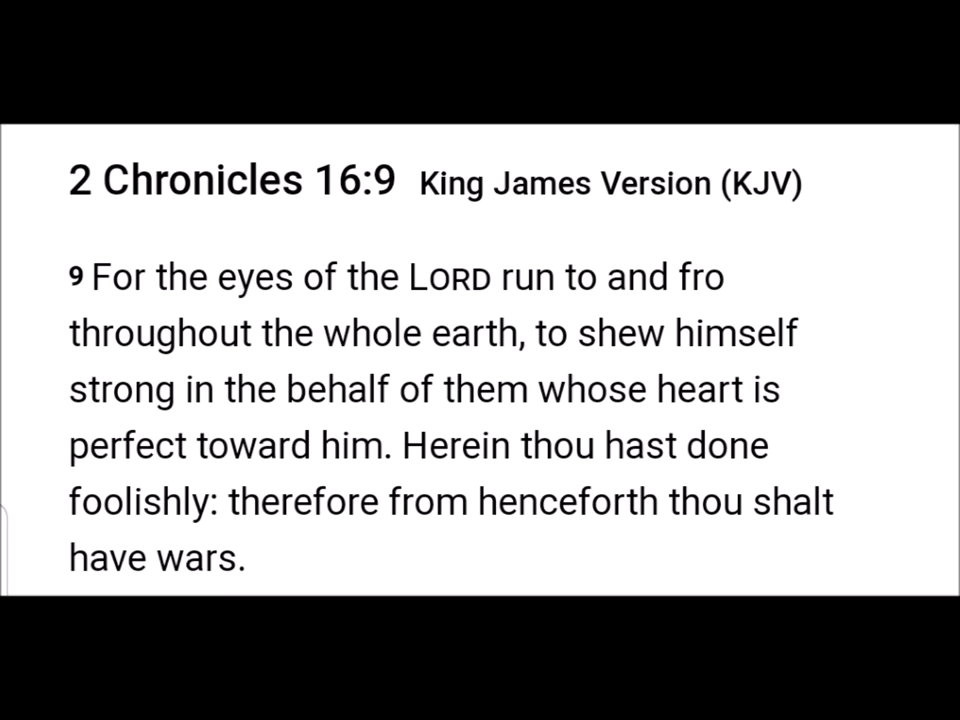 2 Chronicles 16:9 King James Version (KJV)
9 For the eyes of the LORD run to and fro
throughout the whole earth, to shew himself
strong in the behalf of them whose heart is
perfect toward him. Herein thou hast done
foolishly: therefore from henceforth thou shalt
have wars.